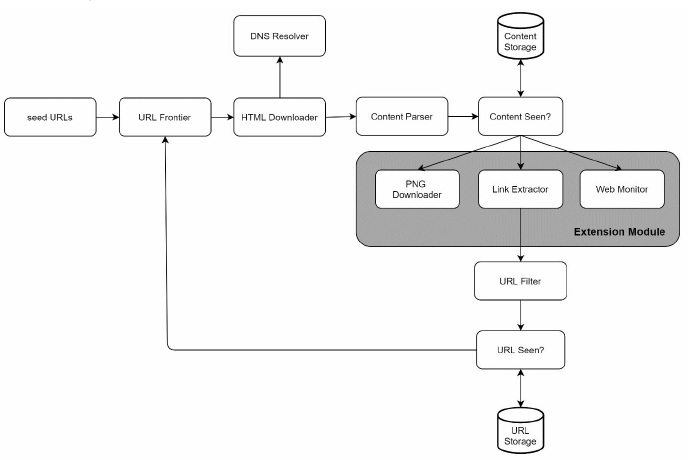 DNS Resolver
Content
Storage
seed URLs
URL Frontier
HTML Downloader
Content Parser
Content Seen?
PNG
Downloader
Link Extractor
Web Monitor
Extension Module
URL Filter
URL Seen?
URL
Storage